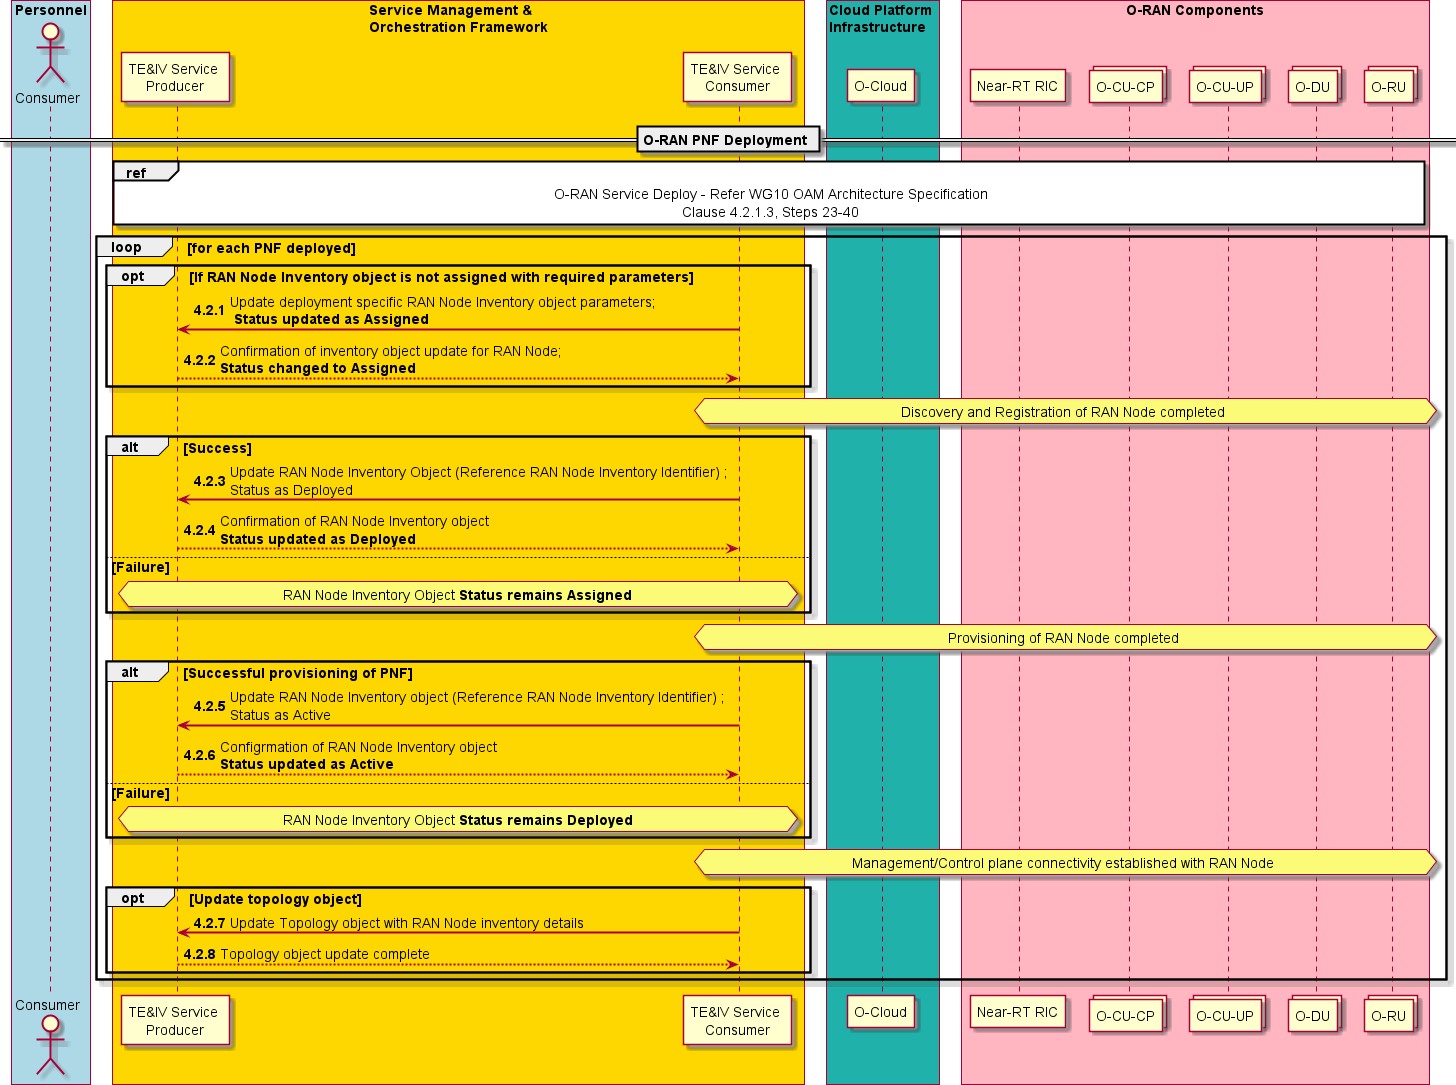 Personnel
Service Management &
Orchestration Framework
Cloud Platform
Infrastructure
O-RAN Components
Consumer
TE&IV Service
Producer
TE&IV Service
Consumer
O-Cloud
Near-RT RIC
O-CU-CP
O-CU-UP
O-DU
O-RU
O-RAN PNF Deployment
ref
O-RAN Service Deploy - Refer WG10 OAM Architecture Specification
Clause 4.2.1.3, Steps 23-40
loop [for each PNF deployed]
opt [If RAN Node Inventory object is not assigned with required parameters]
4.2.1 Update deployment specific RAN Node Inventory object parameters;
Status updated as Assigned
4.2.2 Confirmation of inventory object update for RAN Node;
Status changed to Assigned
Discovery and Registration of RAN Node completed
alt [Success]
4.2.3 Update RAN Node Inventory Object (Reference RAN Node Inventory Identifier) ;
Status as Deployed
4.2.4 Confirmation of RAN Node Inventory object
Status updated as Deployed
[Failure]
RAN Node Inventory Object Status remains Assigned
Provisioning of RAN Node completed
alt [Successful provisioning of PNF]
4.2.5 Update RAN Node Inventory object (Reference RAN Node Inventory Identifier) ;
Status as Active
4.2.6 Configrmation of RAN Node Inventory object
Status updated as Active
[Failure]
RAN Node Inventory Object Status remains Deployed
Management/Control plane connectivity established with RAN Node
opt [Update topology object]
4.2.7 Update Topology object with RAN Node inventory details
4.2.8 Topology object update complete
Consumer
TE&IV Service
Producer
TE&IV Service
Consumer
O-Cloud
Near-RT RIC
O-CU-CP
O-CU-UP
O-DU
O-RU